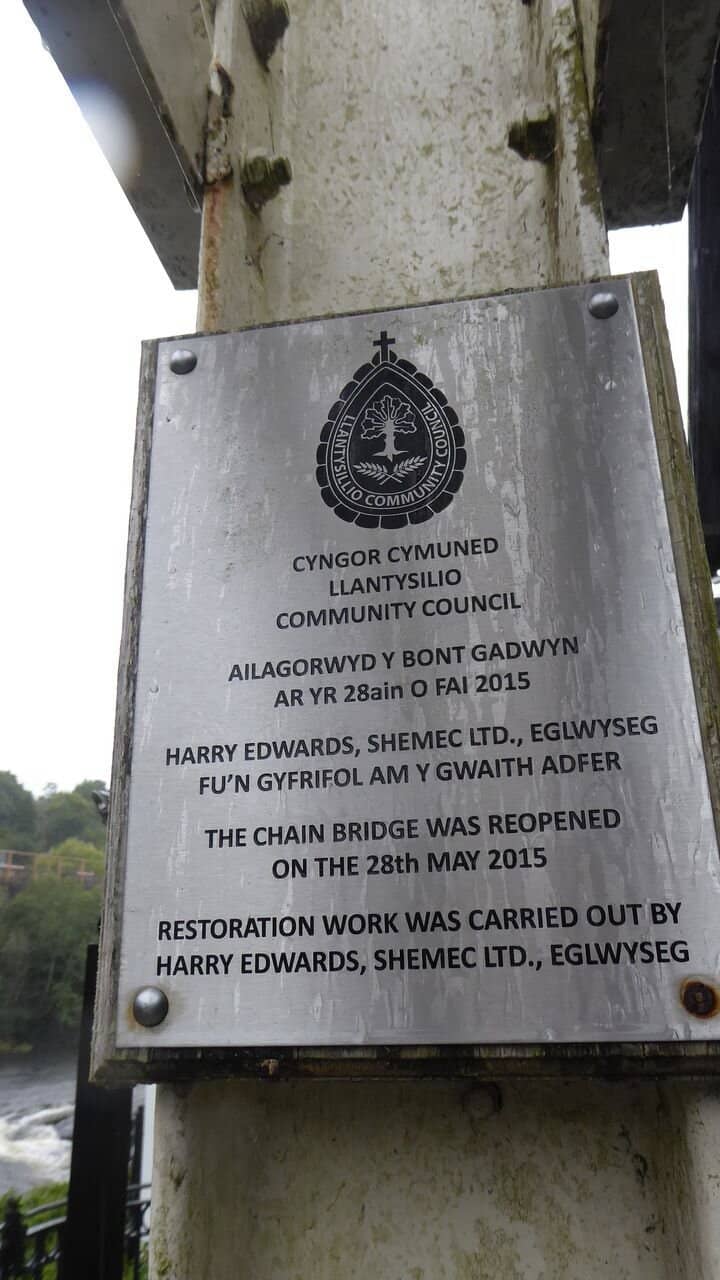 LLANTYSILLIO COMMUNITY COUNCIL
CYNGOR CYMUNED
LLANTYSILIO
COMMUNITY COUNCIL
AILAGORWYD Y BONT GADWYN
AR YR 28ain O FAI 2015
HARRY EDWARDS, SHEMEC LTD., EGLWYSEG
FU'N GYFRIFOL AM Y GWAITH ADFER
THE CHAIN BRIDGE WAS REOPENED
ON THE 28th MAY 2015
RESTORATION WORK WAS CARRIED OUT BY
HARRY EDWARDS, SHEMEC LTD., EGLWYSEG